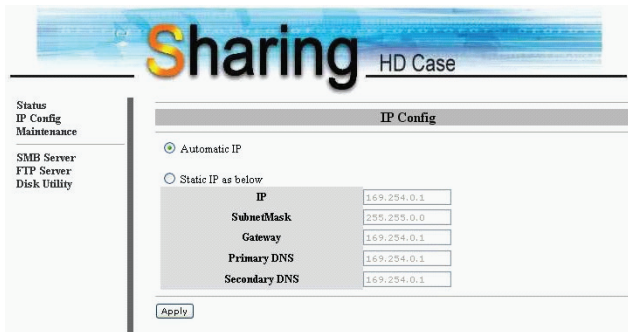 Sharing HD Case
Status
IP Config
Maintenance
SMB Server
FTP Server
Disk Utility
IP Config
Automatic IP
Static IP as below
IP 169.254.0.1
SubnetMask 255.255.0.0
Gateway 169.254.0.1
Primary DNS 169.254.0.1
Secondary DNS 169.254.0.1
Apply